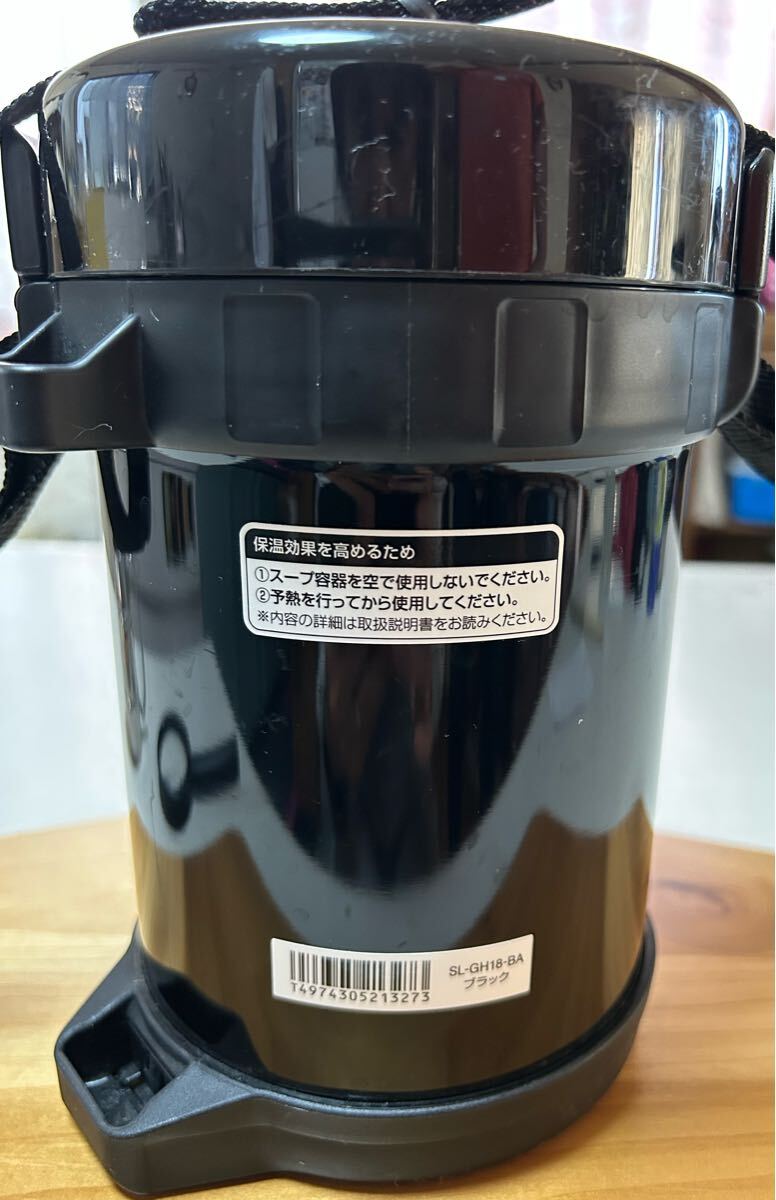 保温効果を高めるため
①スープ容器を空で使用しないでください。
②予熱を行ってから使用してください。
※内容の詳細は取扱説明書をお読みください。
T4974305213273
SL-GH18-BA
ブラック